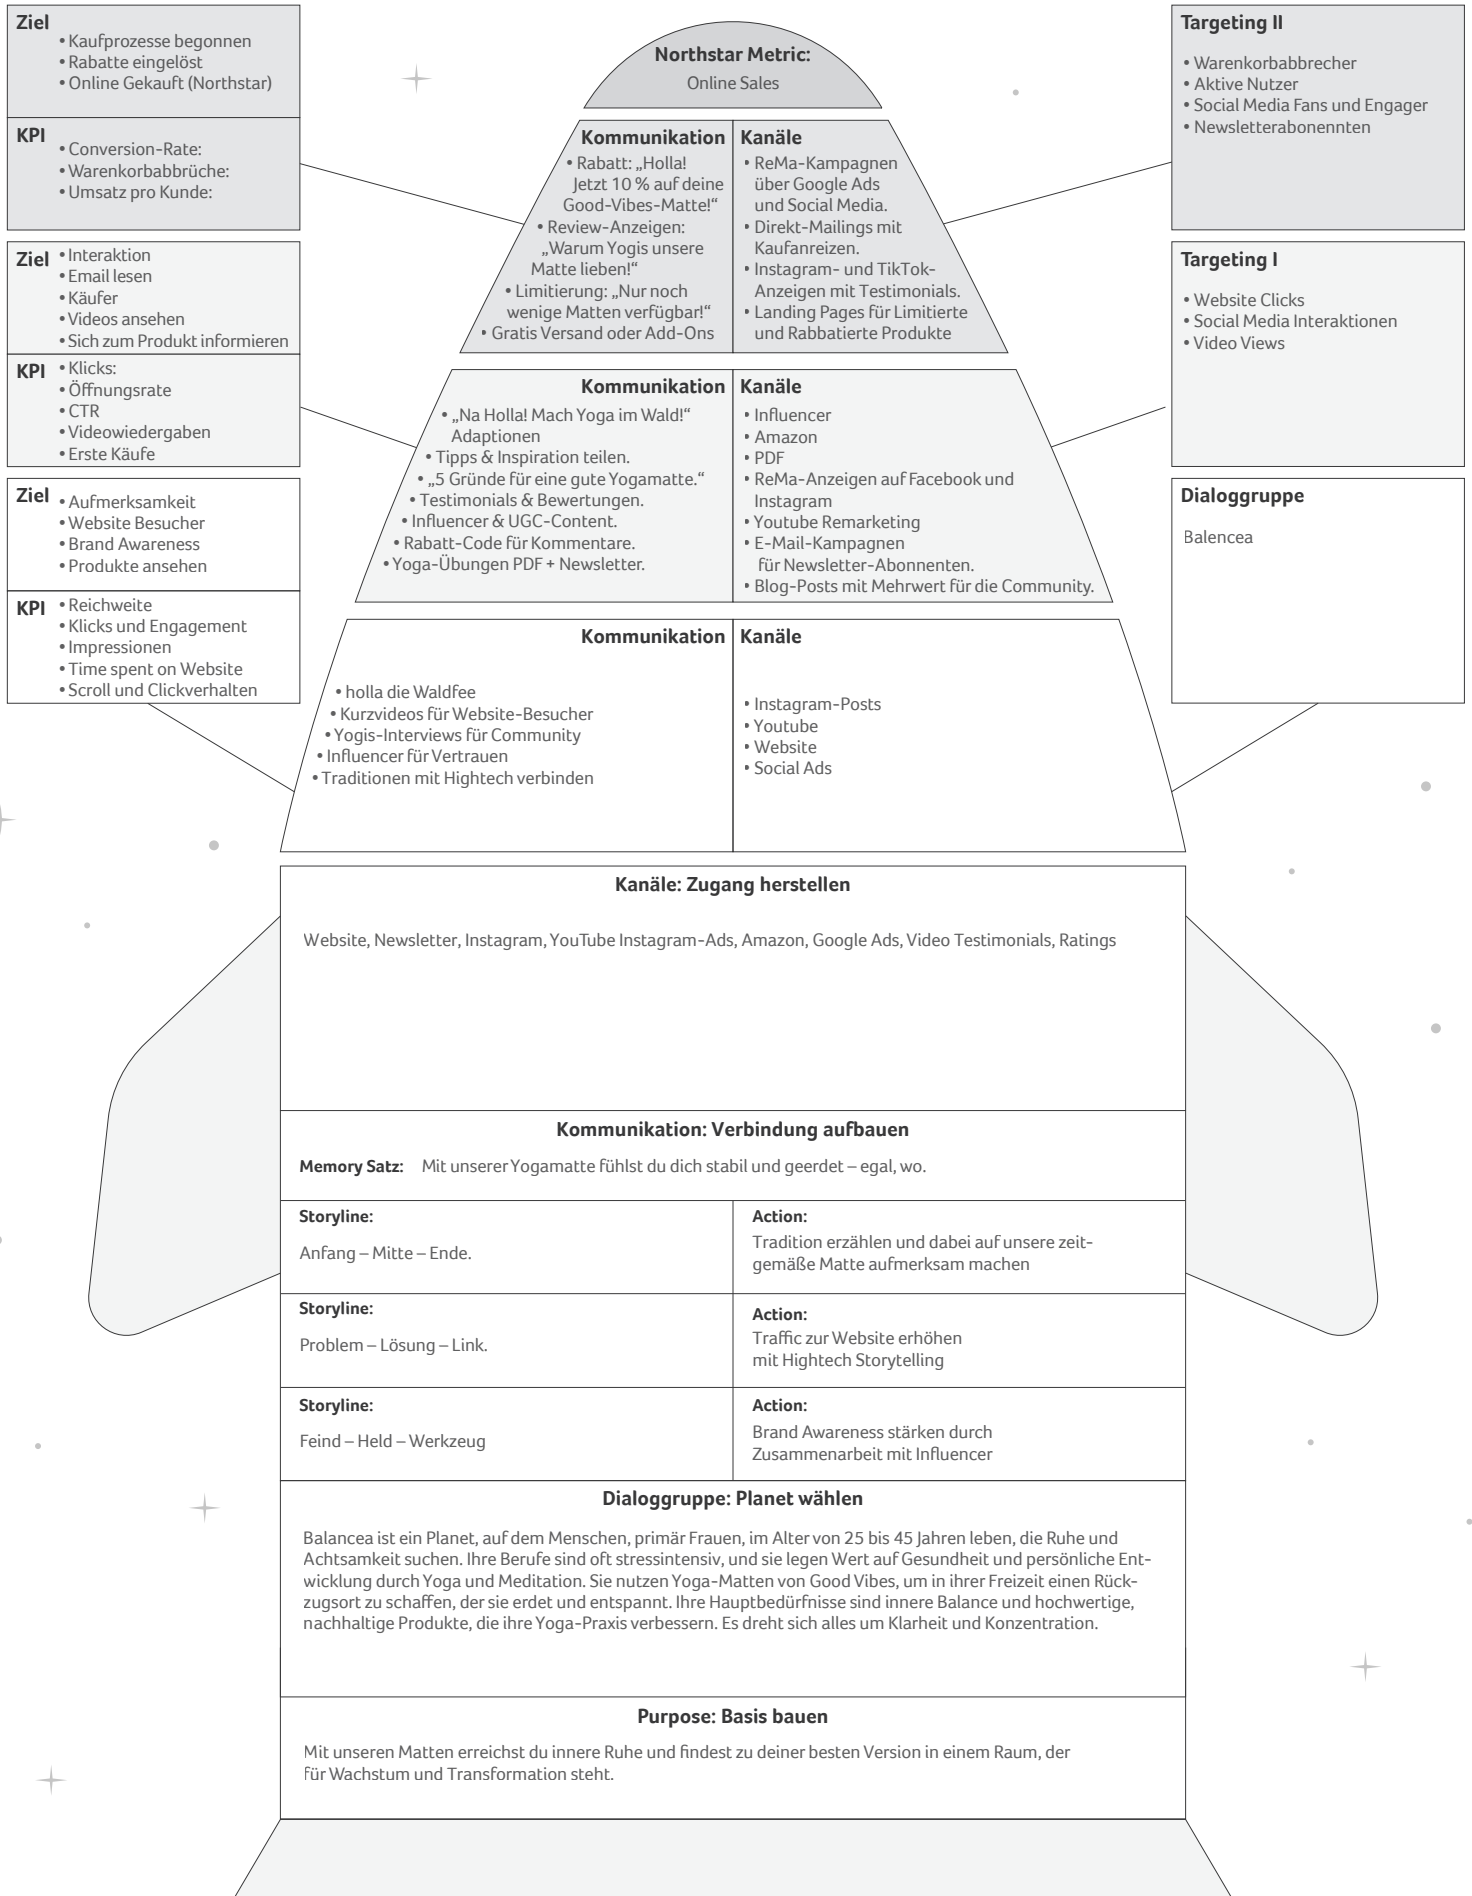 Ziel
• Kaufprozesse begonnen
• Rabatte eingelöst
• Online Gekauft (Northstar)
KPI
• Conversion-Rate:
• Warenkorbabbrüche:
• Umsatz pro Kunde:
Northstar Metric:
Online Sales
Kommunikation
• Rabatt: „Holla!
Jetzt 10 % auf deine
Good-Vibes-Matte!“
• Review-Anzeigen:
„Warum Yogis unsere
Matte lieben!“
• Limitierung: „Nur noch
wenige Matten verfügbar!“
• Gratis Versand oder Add-Ons
Kanäle
• ReMa-Kampagnen
über Google Ads
und Social Media.
• Direkt-Mailings mit
Kaufanreizen.
• Instagram- und TikTok-
Anzeigen mit Testimonials.
• Landing Pages für Limitierte
und Rabbatierte Produkte
Targeting II
• Warenkorbabbrecher
• Aktive Nutzer
• Social Media Fans und Engager
• Newsletterabonennten
Ziel
• Interaktion
• Email lesen
• Käufer
• Videos ansehen
• Sich zum Produkt informieren
KPI
• Klicks:
• Öffnungsrate
• CTR
• Videowiedergaben
• Erste Käufe
Kommunikation
• „Na Holla! Mach Yoga im Wald!“
Adaptionen
• Tipps & Inspiration teilen.
• „5 Gründe für eine gute Yogamatte.“
• Testimonials & Bewertungen.
• Influencer & UGC-Content.
• Rabatt-Code für Kommentare.
• Yoga-Übungen PDF + Newsletter.
Kanäle
• Influencer
• Amazon
• PDF
• ReMa-Anzeigen auf Facebook und
Instagram
• Youtube Remarketing
• E-Mail-Kampagnen
für Newsletter-Abonnenten.
• Blog-Posts mit Mehrwert für die Community.
Targeting I
• Website Clicks
• Social Media Interaktionen
• Video Views
Ziel
• Aufmerksamkeit
• Website Besucher
• Brand Awareness
• Produkte ansehen
KPI
• Reichweite
• Klicks und Engagement
• Impressionen
• Time spent on Website
• Scroll und Clickverhalten
Kommunikation
• holla die Waldfee
• Kurzvideos für Website-Besucher
• Yogis-Interviews für Community
• Influencer für Vertrauen
• Traditionen mit Hightech verbinden
Kanäle
• Instagram-Posts
• Youtube
• Website
• Social Ads
Dialoggruppe
Balencea
Kanäle: Zugang herstellen
Website, Newsletter, Instagram, YouTube Instagram-Ads, Amazon, Google Ads, Video Testimonials, Ratings
Kommunikation: Verbindung aufbauen
Memory Satz: Mit unserer Yogamatte fühlst du dich stabil und geerdet – egal, wo.
Storyline:
Anfang – Mitte – Ende.
Action:
Tradition erzählen und dabei auf unsere zeit-
gemäße Matte aufmerksam machen
Storyline:
Problem – Lösung – Link.
Action:
Traffic zur Website erhöhen
mit Hightech Storytelling
Storyline:
Feind – Held – Werkzeug
Action:
Brand Awareness stärken durch
Zusammenarbeit mit Influencer
Dialoggruppe: Planet wählen
Balancea ist ein Planet, auf dem Menschen, primär Frauen, im Alter von 25 bis 45 Jahren leben, die Ruhe und
Achtsamkeit suchen. Ihre Berufe sind oft stressintensiv, und sie legen Wert auf Gesundheit und persönliche Ent-
wicklung durch Yoga und Meditation. Sie nutzen Yoga-Matten von Good Vibes, um in ihrer Freizeit einen Rück-
zugsort zu schaffen, der sie erdet und entspannt. Ihre Hauptbedürfnisse sind innere Balance und hochwertige,
nachhaltige Produkte, die ihre Yoga-Praxis verbessern. Es dreht sich alles um Klarheit und Konzentration.
Purpose: Basis bauen
Mit unseren Matten erreichst du innere Ruhe und findest zu deiner besten Version in einem Raum, der
für Wachstum und Transformation steht.